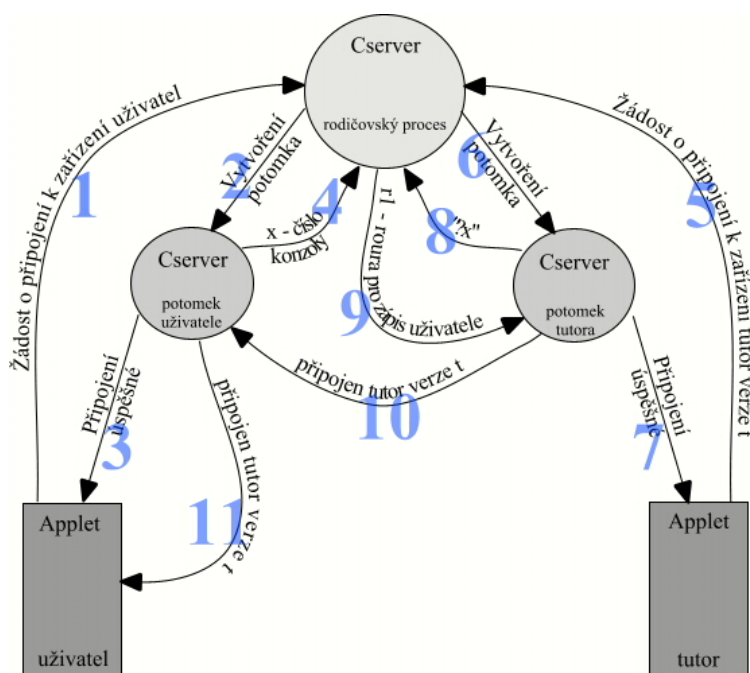 Cserver
rodičovský proces
Žádost o připojení k zařízení uživatel
1
Vytvoření
potomka
2
x - číslo
konzoly
4
r1 - roura pro zápis uživatele
9
"?x"
8
Vytvoření
potomka
6
Žádost o připojení k zařízení tutor verze t
5
Cserver
potomek
uživatele
Cserver
potomek
tutora
připojen tutor verze t
10
Připojení
úspěšné
3
připojen tutor verze t
11
Připojení
úspěšné
7
Applet
uživatel
Applet
tutor